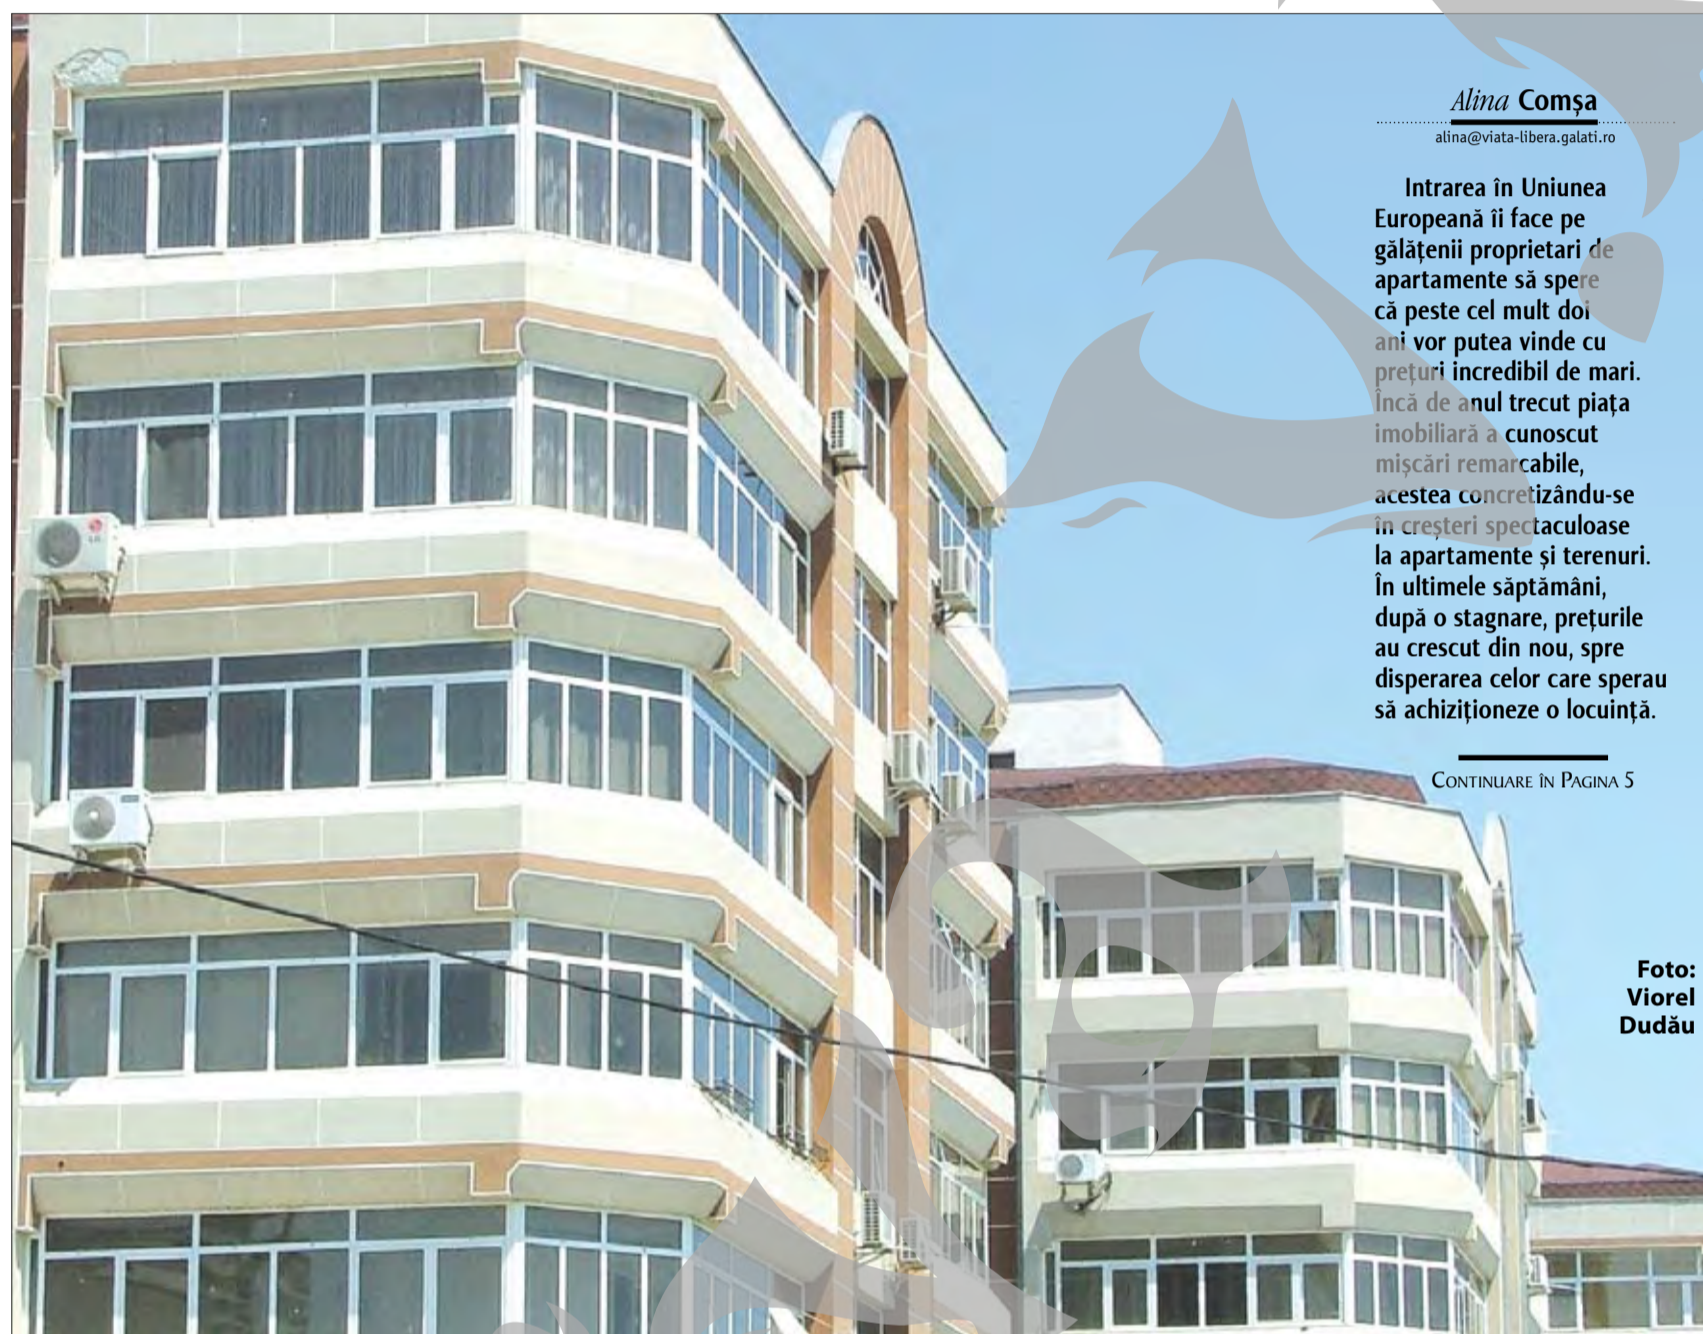 Alina Comșa
alina@viata-libera.galati.ro
Intrarea în Uniunea
Europeană îi face pe
gălățenii proprietari de
apartamente să spere
că peste cel mult doi
ani vor putea vinde cu
prețuri incredibil de mari.
Încă de anul trecut piața
imobiliară a cunoscut
mișcări remarcabile,
acestea concretizându-se
în creșteri spectaculoase
la apartamente și terenuri.
În ultimele săptămâni,
după o stagnare, prețurile
au crescut din nou, spre
disperarea celor care sperau
să achiziționeze o locuință.
CONTINUARE ÎN PAGINA 5
Foto:
Viorel
Dudău
LG